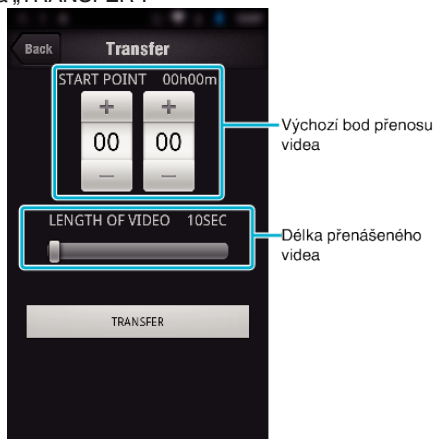 „TRANSFER“.
Back Transfer
START POINT 00h00m
+ +
00 00
— —
Výchozí bod přenosu
videa
LENGTH OF VIDEO 10SEC
Délka přenášeného
videa
TRANSFER